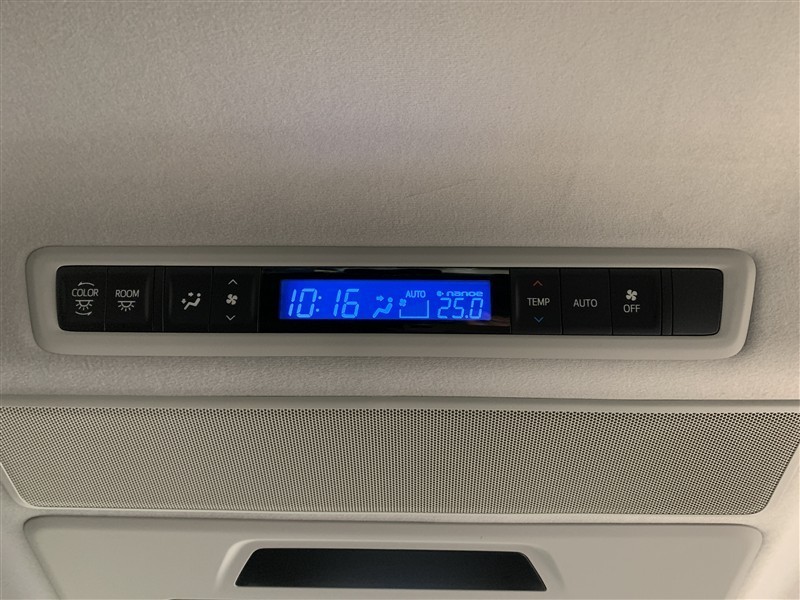 COLOR
ROOM
10:16
AUTO
nanoe
25.0
TEMP
AUTO
OFF